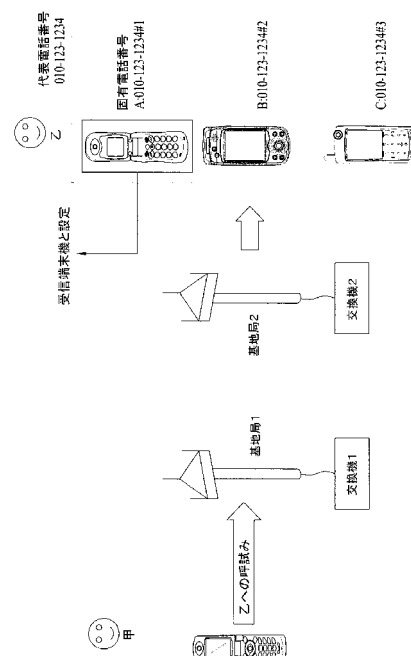 甲
乙への呼試み
基地局1
交換機1
基地局2
交換機2
受信端末機と設定
乙
代表電話番号
010-123-1234
固有電話番号
A:010-123-1234#1
B:010-123-1234#2
C:010-123-1234#3